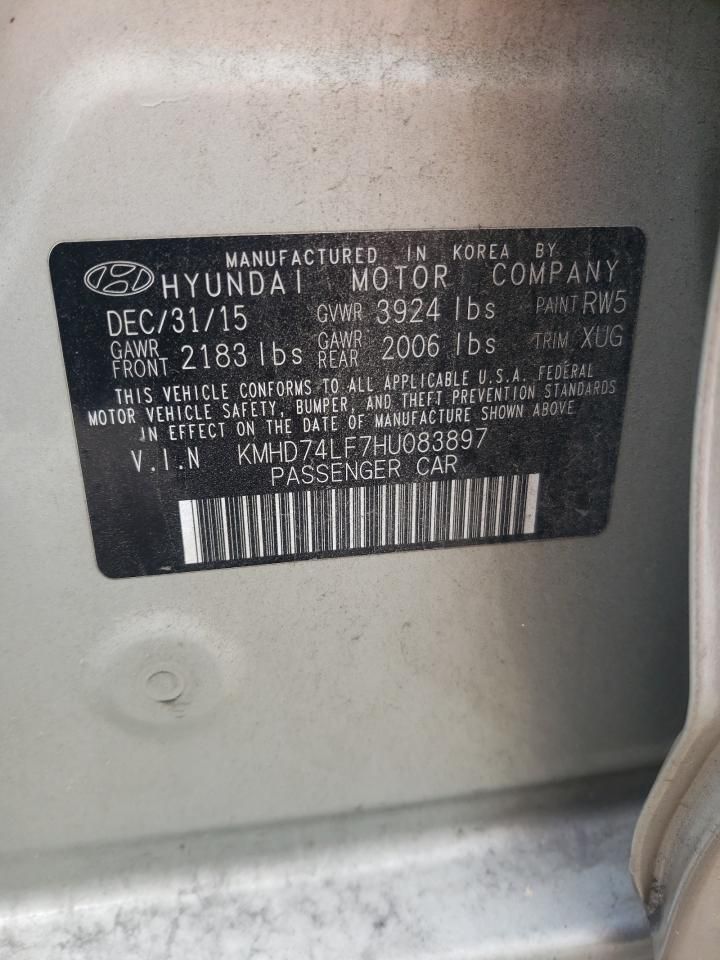 MANUFACTURED IN KOREA BY
HYUNDAI MOTOR COMPANY
DEC/31/15 GVWR 3924 lbs PAINT RW5
GAWR FRONT 2183 lbs GAWR REAR 2006 lbs TRIM XUG
THIS VEHICLE CONFORMS TO ALL APPLICABLE U.S.A. FEDERAL
MOTOR VEHICLE SAFETY, BUMPER, AND THEFT PREVENTION STANDARDS
IN EFFECT ON THE DATE OF MANUFACTURE SHOWN ABOVE
V.I.N KMHD74LF7HU083897
PASSENGER CAR